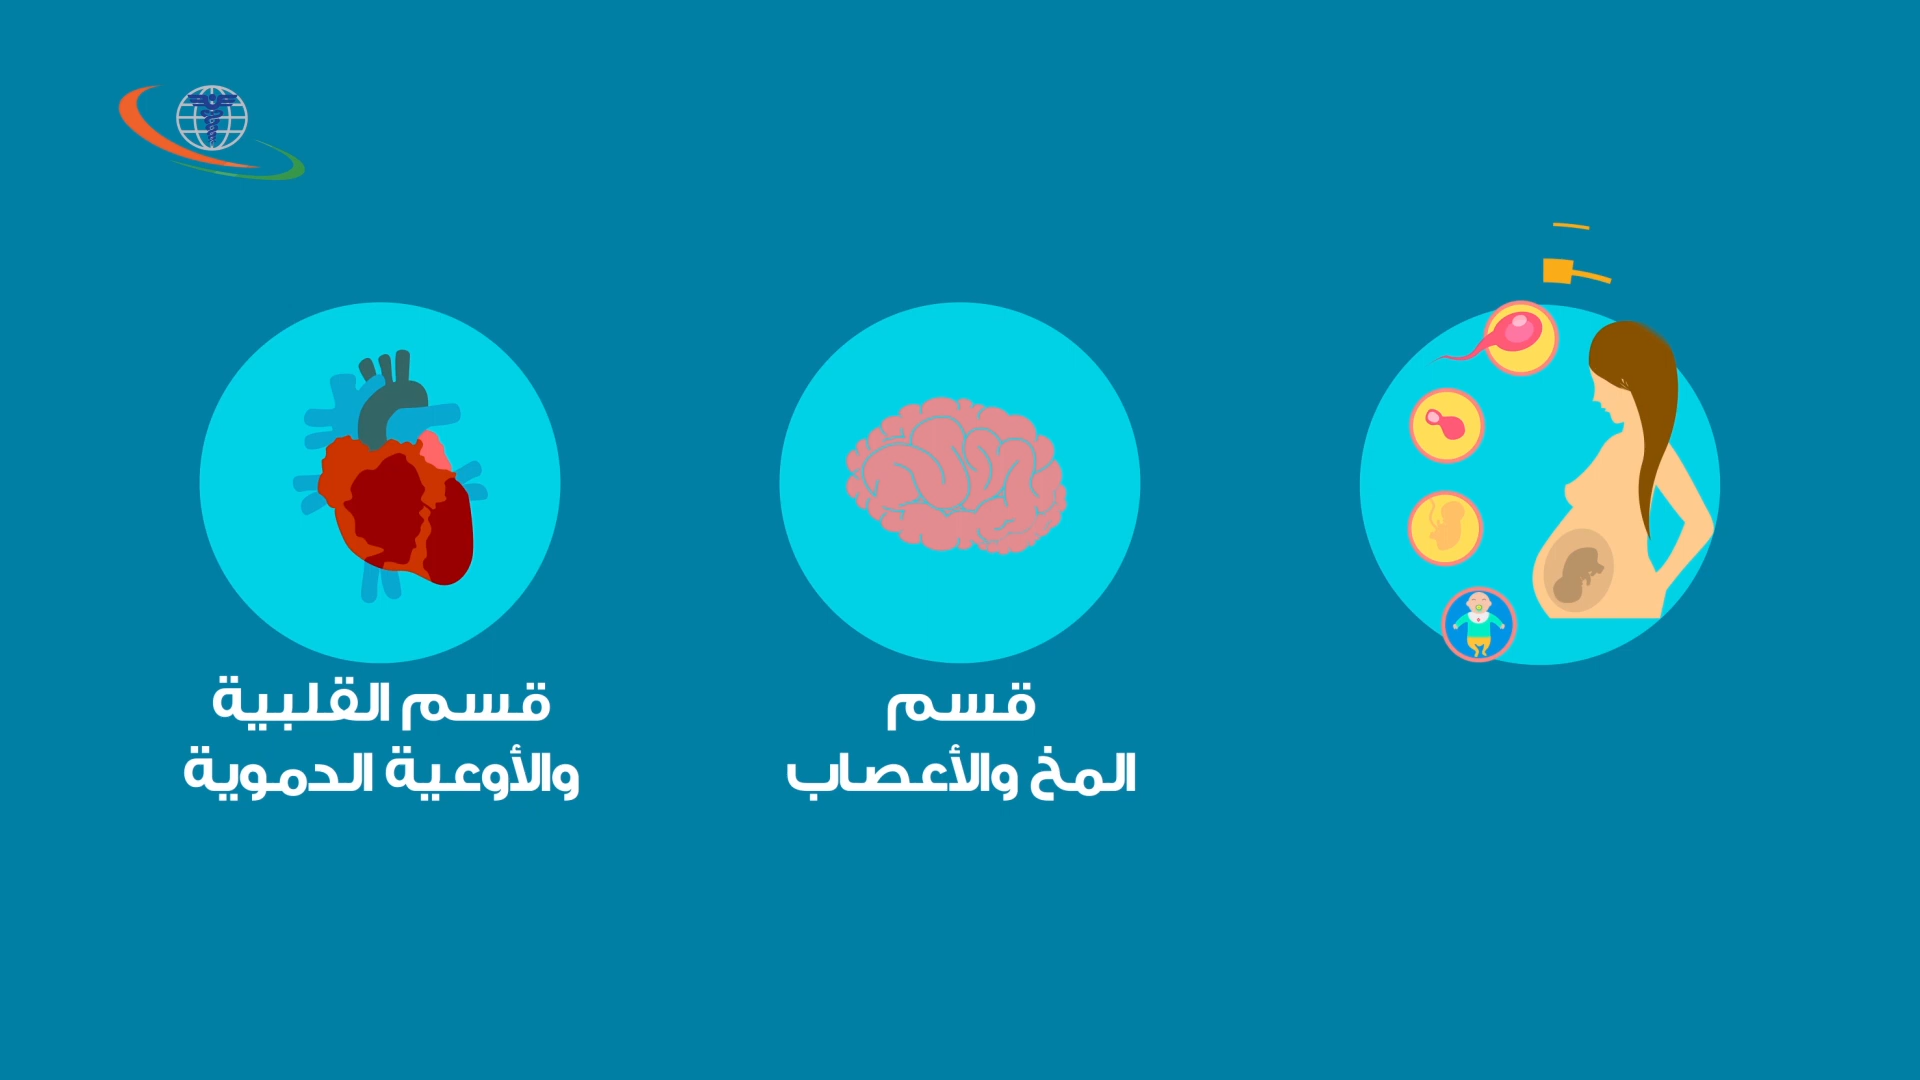 قسم
المخ والأعصاب
قسم القلبية
والأوعية الدموية